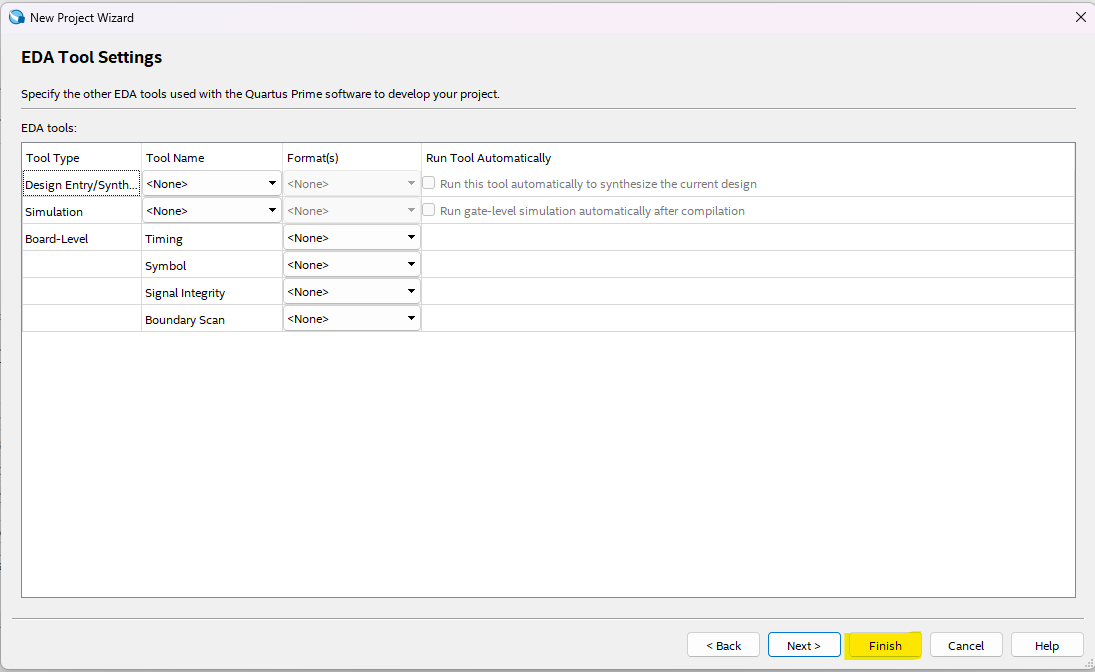 New Project Wizard
EDA Tool Settings
Specify the other EDA tools used with the Quartus Prime software to develop your project.
EDA tools:
Tool Type Tool Name Format(s) Run Tool Automatically
Design Entry/Synth... <None> <None> Run this tool automatically to synthesize the current design
Simulation <None> <None> Run gate-level simulation automatically after compilation
Board-Level Timing <None>
Symbol <None>
Signal Integrity <None>
Boundary Scan <None>
< Back Next > Finish Cancel Help